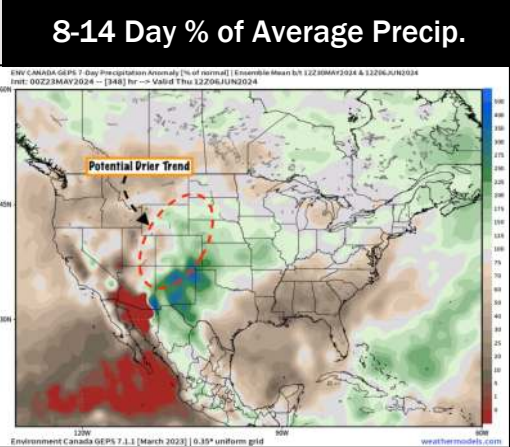 8-14 Day % of Average Precip.
ENV CANADA GEPS 7-Day Precipitation Anomaly [% of normal] | Ensemble Mean b/t 12Z30MAY2024 & 12Z06JUN2024
Init: 00Z23MAY2024 -- [348] hr --> Valid Thu 12Z06JUN2024
60N
Potential Drier Trend
45N
30N
120W
90W
60W
Environment Canada GEPS 7.1.1 [March 2023] | 0.35° uniform grid
weathermodels.com